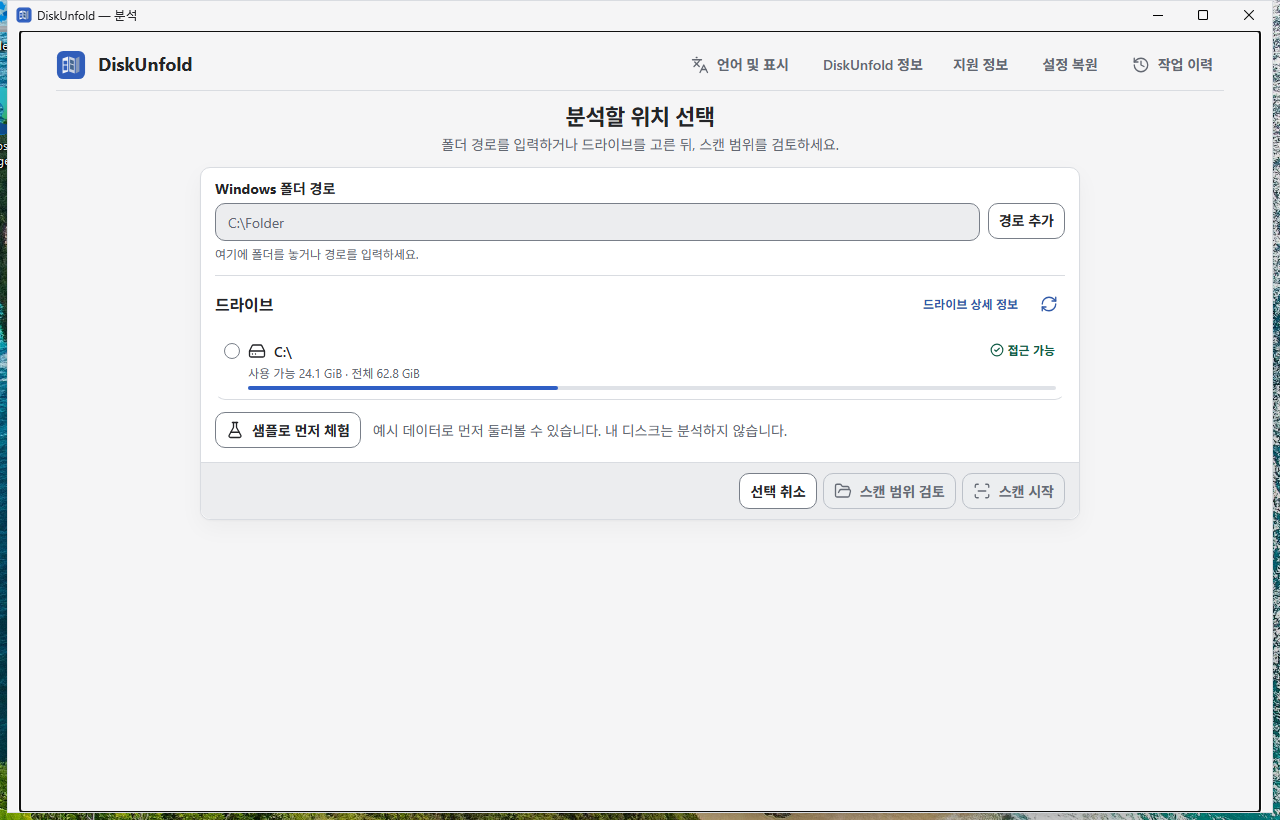 DiskUnfold — 분석
DiskUnfold
언어 및 표시
DiskUnfold 정보
지원 정보
설정 복원
작업 이력
분석할 위치 선택
폴더 경로를 입력하거나 드라이브를 고른 뒤, 스캔 범위를 검토하세요.
Windows 폴더 경로
C:\Folder
경로 추가
여기에 폴더를 놓거나 경로를 입력하세요.
드라이브
드라이브 상세 정보
C:\
접근 가능
사용 가능 24.1 GiB · 전체 62.8 GiB
샘플로 먼저 체험
예시 데이터로 먼저 둘러볼 수 있습니다. 내 디스크는 분석하지 않습니다.
선택 취소
스캔 범위 검토
스캔 시작